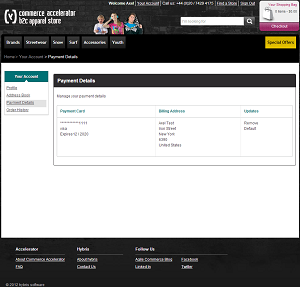 Welcome Axel | Your Account | Call us: +44 (0)20 / 7429 4175 | Find a Store | Sign Out
Your Shopping Bag
0 items - $0.00
Checkout
(y) commerce accelerator
b2c apparel store
Brands Streetwear Snow Surf Accessories Youth Special Offers
Home » Your Account » Payment Details
Your Account
Profile
Address Book
Payment Details
Order History
Payment Details
Manage your payment details
Payment Card Billing Address Updates
************1111
visa
Expires 12 / 2020
Axel Test
New York
United States
Remove
Default
Accelerator Hybris Follow Us
About Commerce Accelerator About hybris Agile Commerce Blog Facebook
FAQ Contact Us Linked In Twitter
© 2012 hybris software